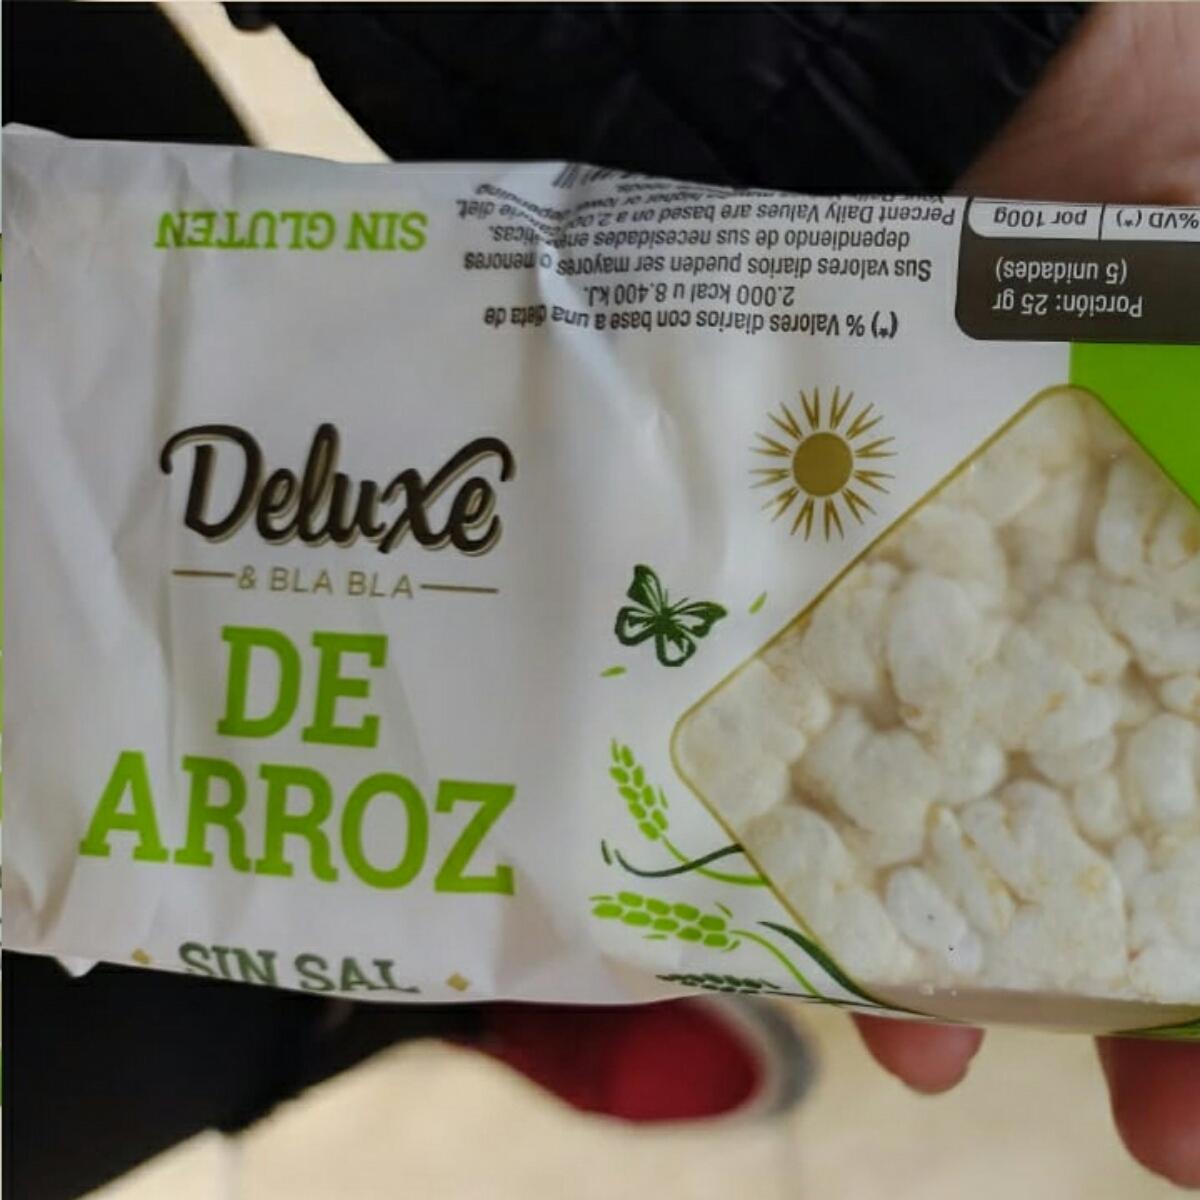 Deluxe
& BLA BLA
DE
ARROZ
SIN SAL
SIN GLUTEN
Porción: 25 gr
(5 unidades)
%VD (*) por 100g
(*) % Valores diarios con base a una dieta de
2.000 kcal u 8.400 kJ.
Sus valores diarios pueden ser mayores o menores
dependiendo de sus necesidades energéticas.
Percent Daily Values are based on a 2.000 calorie diet.